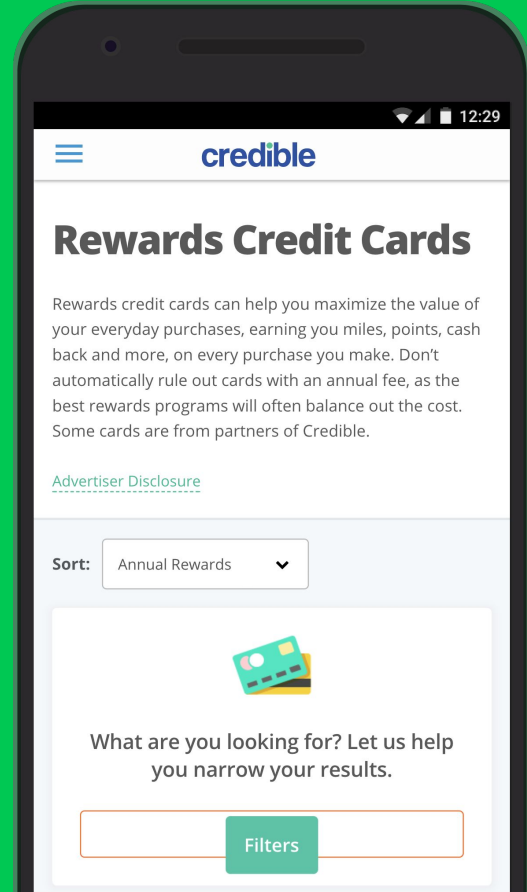 12:29
credible
Rewards Credit Cards
Rewards credit cards can help you maximize the value of
your everyday purchases, earning you miles, points, cash
back and more, on every purchase you make. Don't
automatically rule out cards with an annual fee, as the
best rewards programs will often balance out the cost.
Some cards are from partners of Credible.
Advertiser Disclosure
Sort: Annual Rewards
What are you looking for? Let us help
you narrow your results.
Filters